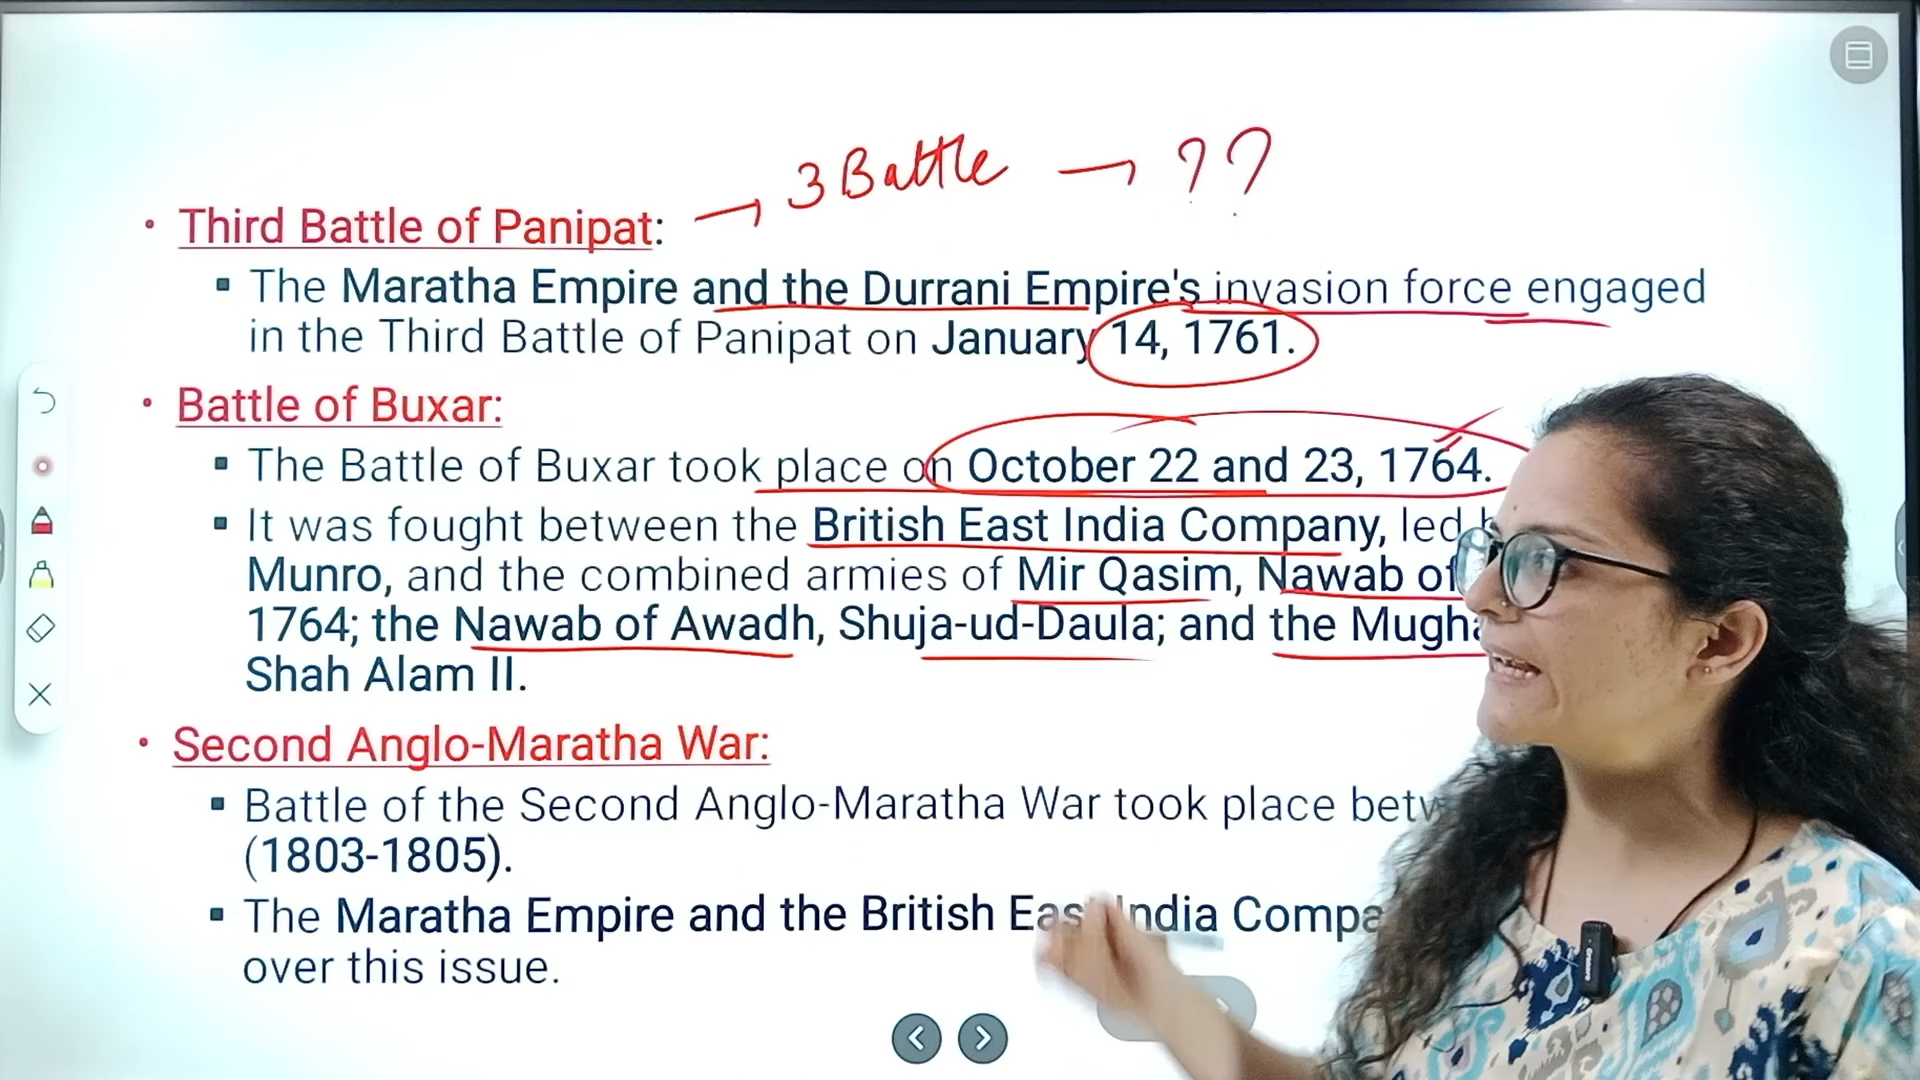 → 3 Battle → ??
• Third Battle of Panipat:
▪ The Maratha Empire and the Durrani Empire's invasion force engaged
in the Third Battle of Panipat on January 14, 1761.
• Battle of Buxar:
▪ The Battle of Buxar took place on October 22 and 23, 1764.
▪ It was fought between the British East India Company, led
Munro, and the combined armies of Mir Qasim, Nawab of
1764; the Nawab of Awadh, Shuja-ud-Daula; and the Mugha
Shah Alam II.
• Second Anglo-Maratha War:
▪ Battle of the Second Anglo-Maratha War took place betw
(1803-1805).
▪ The Maratha Empire and the British East India Compa
over this issue.